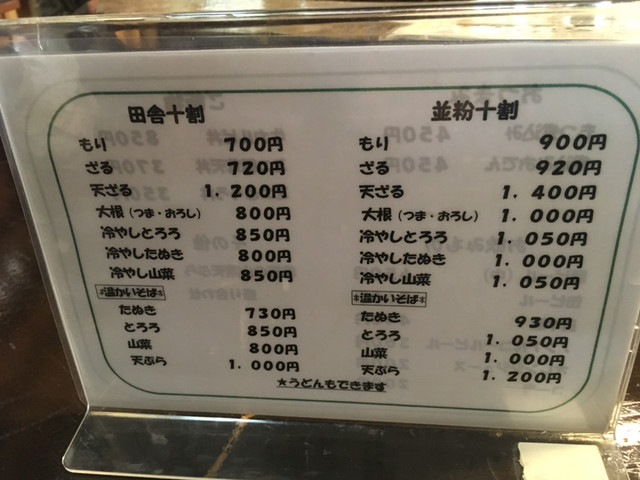 田舎十割
もり 700円
ざる 720円
天ざる 1.200円
大根(つま・おろし) 800円
冷やしとろろ 850円
冷やしたぬき 800円
冷やし山菜 850円
*温かいそば*
たぬき 730円
とろろ 850円
山菜 800円
天ぷら 1.000円
並粉十割
もり 900円
ざる 920円
天ざる 1.400円
大根(つま・おろし) 1.000円
冷やしとろろ 1.050円
冷やしたぬき 1.000円
冷やし山菜 1.050円
*温かいそば*
たぬき 930円
とろろ 1.050円
山菜 1.000円
天ぷら 1.200円
★うどんもできます